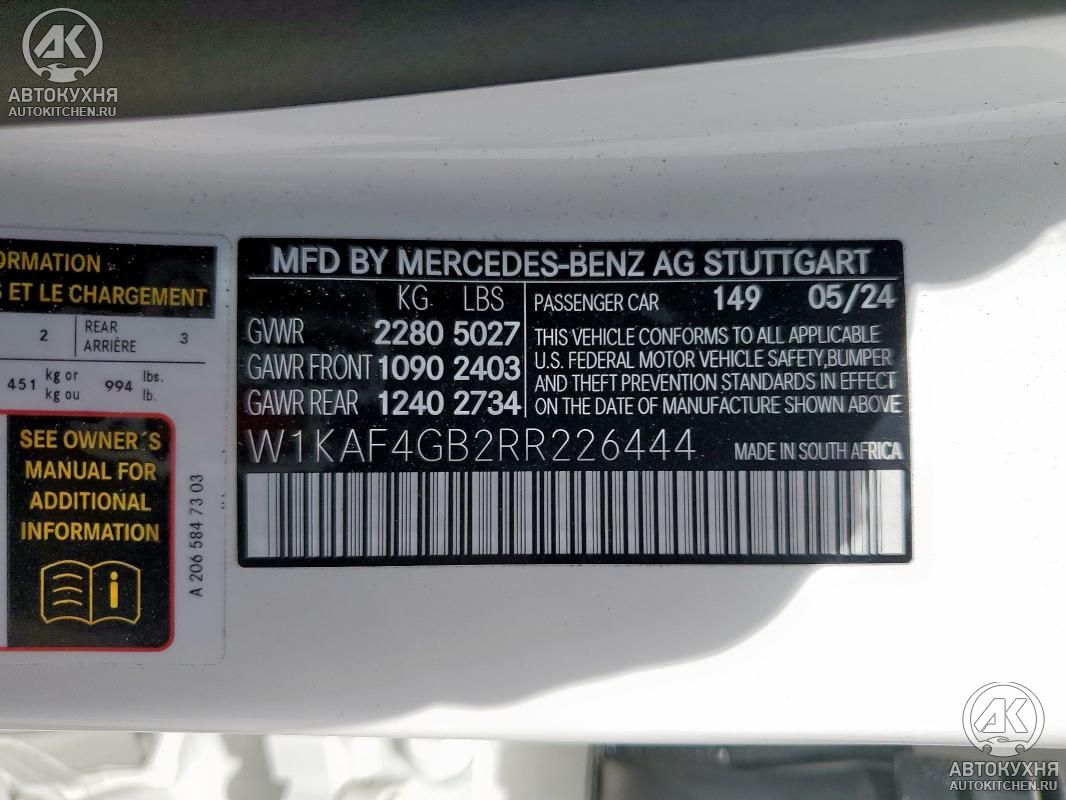 AK
АВТОКУХНЯ
AUTOKITCHEN.RU
ORMATION
S ET LE CHARGEMENT
2 REAR ARRIÈRE 3
451 kg or kg ou 994 lbs. lb.
SEE OWNER´S
MANUAL FOR
ADDITIONAL
INFORMATION
i
A 206 584 73 03
MFD BY MERCEDES-BENZ AG STUTTGART
KG LBS
GVWR 2280 5027
GAWR FRONT 1090 2403
GAWR REAR 1240 2734
PASSENGER CAR 149 05/24
THIS VEHICLE CONFORMS TO ALL APPLICABLE
U.S. FEDERAL MOTOR VEHICLE SAFETY,BUMPER
AND THEFT PREVENTION STANDARDS IN EFFECT
ON THE DATE OF MANUFACTURE SHOWN ABOVE
W1KAF4GB2RR226444 MADE IN SOUTH AFRICA
AK
АВТОКУХНЯ
AUTOKITCHEN.RU